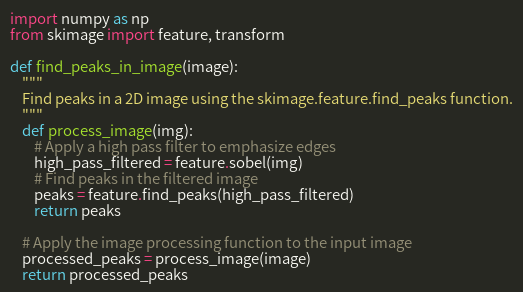 import numpy as np
from skimage import feature, transform

def find_peaks_in_image(image):
    """
    Find peaks in a 2D image using the skimage.feature.find_peaks function.
    """
    def process_image(img):
        # Apply a high pass filter to emphasize edges
        high_pass_filtered = feature.sobel(img)
        # Find peaks in the filtered image
        peaks = feature.find_peaks(high_pass_filtered)
        return peaks

    # Apply the image processing function to the input image
    processed_peaks = process_image(image)
    return processed_peaks